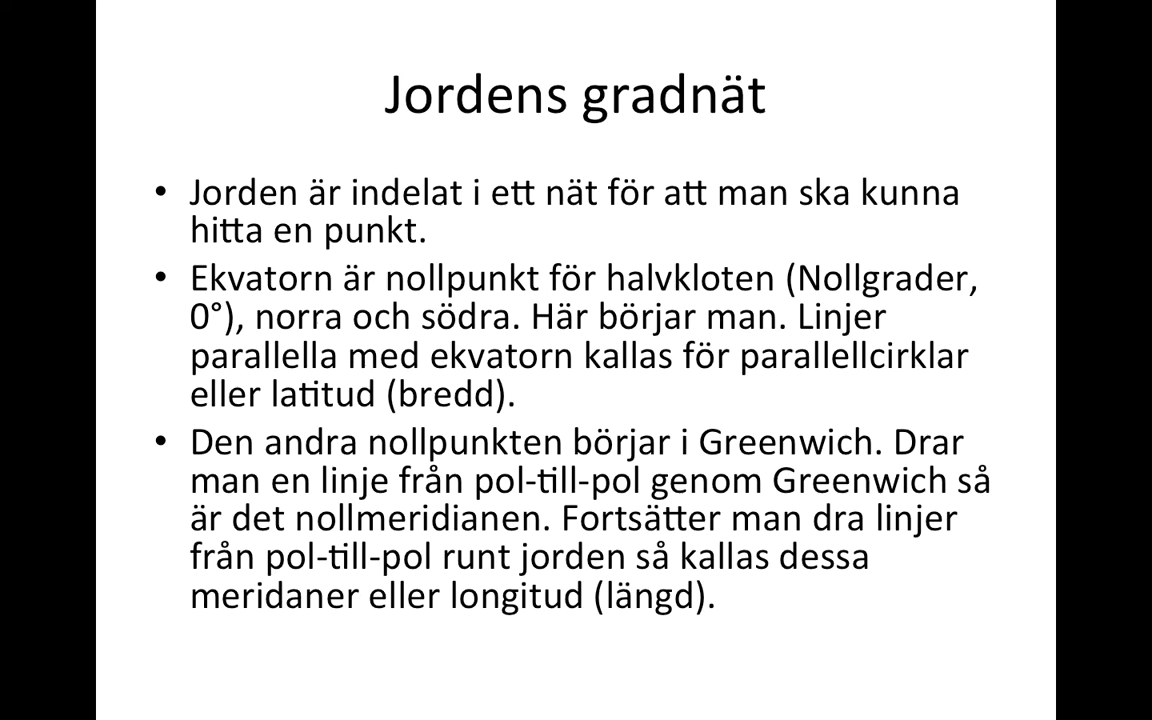 Jordens gradnät
• Jorden är indelat i ett nät för att man ska kunna
hitta en punkt.
• Ekvatorn är nollpunkt för halvkloten (Nollgrader,
0°), norra och södra. Här börjar man. Linjer
parallella med ekvatorn kallas för parallellcirklar
eller latitud (bredd).
• Den andra nollpunkten börjar i Greenwich. Drar
man en linje från pol-till-pol genom Greenwich så
är det nollmeridianen. Fortsätter man dra linjer
från pol-till-pol runt jorden så kallas dessa
meridaner eller longitud (längd).